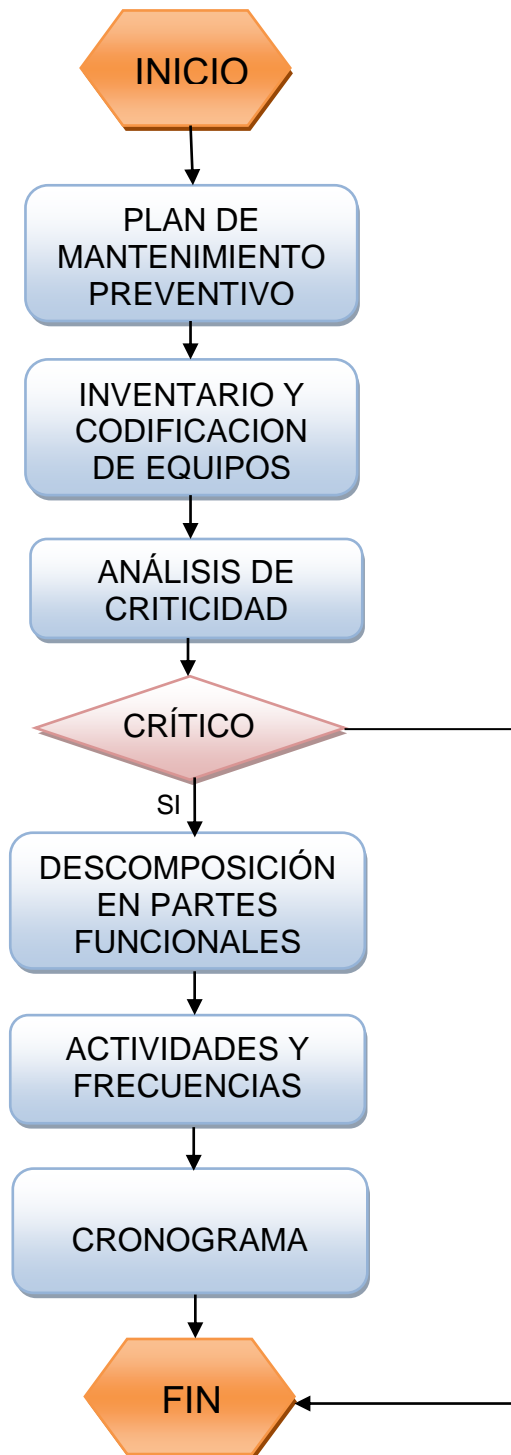 INICIO
PLAN DE
MANTENIMIENTO
PREVENTIVO
INVENTARIO Y
CODIFICACION
DE EQUIPOS
ANÁLISIS DE
CRITICIDAD
CRÍTICO
SI
DESCOMPOSICIÓN
EN PARTES
FUNCIONALES
ACTIVIDADES Y
FRECUENCIAS
CRONOGRAMA
FIN